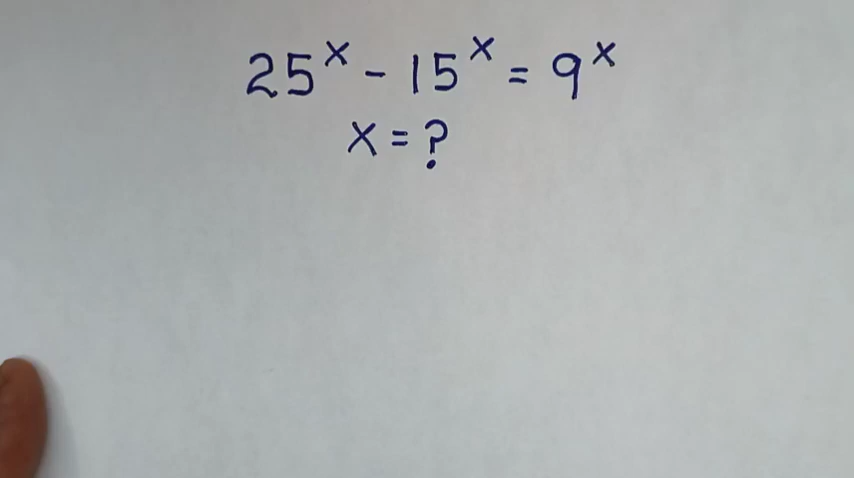 25^x - 15^x = 9^x
x = ?